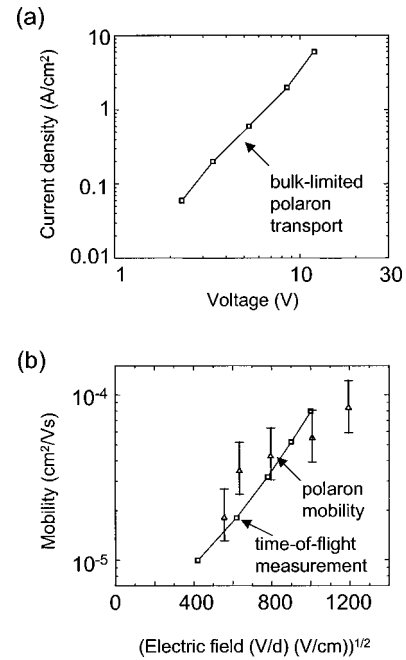 (a)
10
1
0.1
0.01
Current density (A/cm²)
bulk-limited
polaron
transport
1
10
30
Voltage (V)
(b)
10⁻⁴
10⁻⁵
Mobility (cm²/Vs)
polaron
mobility
time-of-flight
measurement
0
400
800
1200
(Electric field (V/d) (V/cm))¹/²